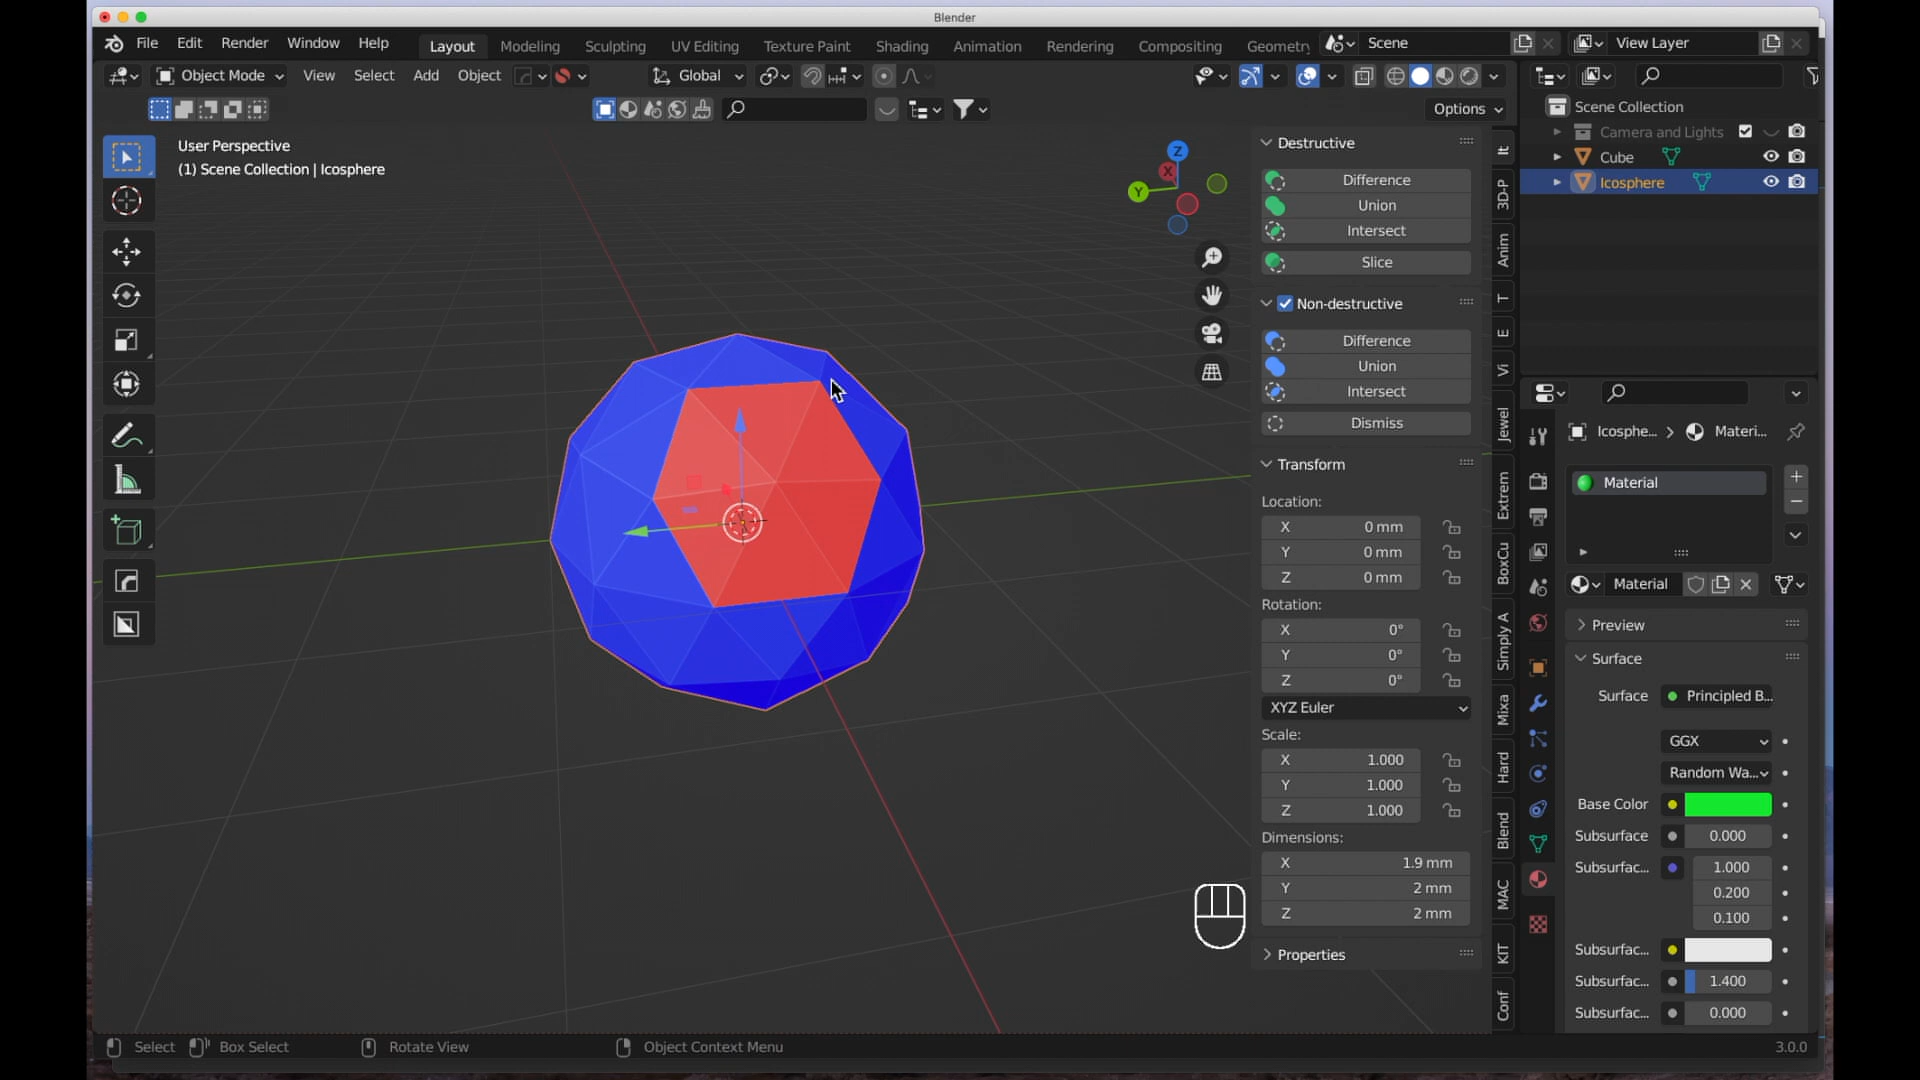 Blender
File Edit Render Window Help
Layout Modeling Sculpting UV Editing Texture Paint Shading Animation Rendering Compositing Geometry
Scene
View Layer
Object Mode View Select Add Object Global
Options
User Perspective
(1) Scene Collection | Icosphere
Z
X
Y
Destructive
Difference
Union
Intersect
Slice
Non-destructive
Difference
Union
Intersect
Dismiss
Transform
Location:
X 0 mm
Y 0 mm
Z 0 mm
Rotation:
X 0°
Y 0°
Z 0°
XYZ Euler
Scale:
X 1.000
Y 1.000
Z 1.000
Dimensions:
X 1.9 mm
Y 2 mm
Z 2 mm
Properties
It
3D-P
Anim
T
E
Vi
Jewel
Extrem
BoxCu
Simply A
Mixa
Hard
Blend
MAC
KIT
Conf
Scene Collection
Camera and Lights
Cube
Icosphere
Icosphe... Materi...
Material
Material
Preview
Surface
Surface Principled B...
GGX
Random Wa...
Base Color
Subsurface 0.000
Subsurfac... 1.000
0.200
0.100
Subsurfac...
Subsurfac... 1.400
Subsurfac... 0.000
Select Box Select Rotate View Object Context Menu
3.0.0